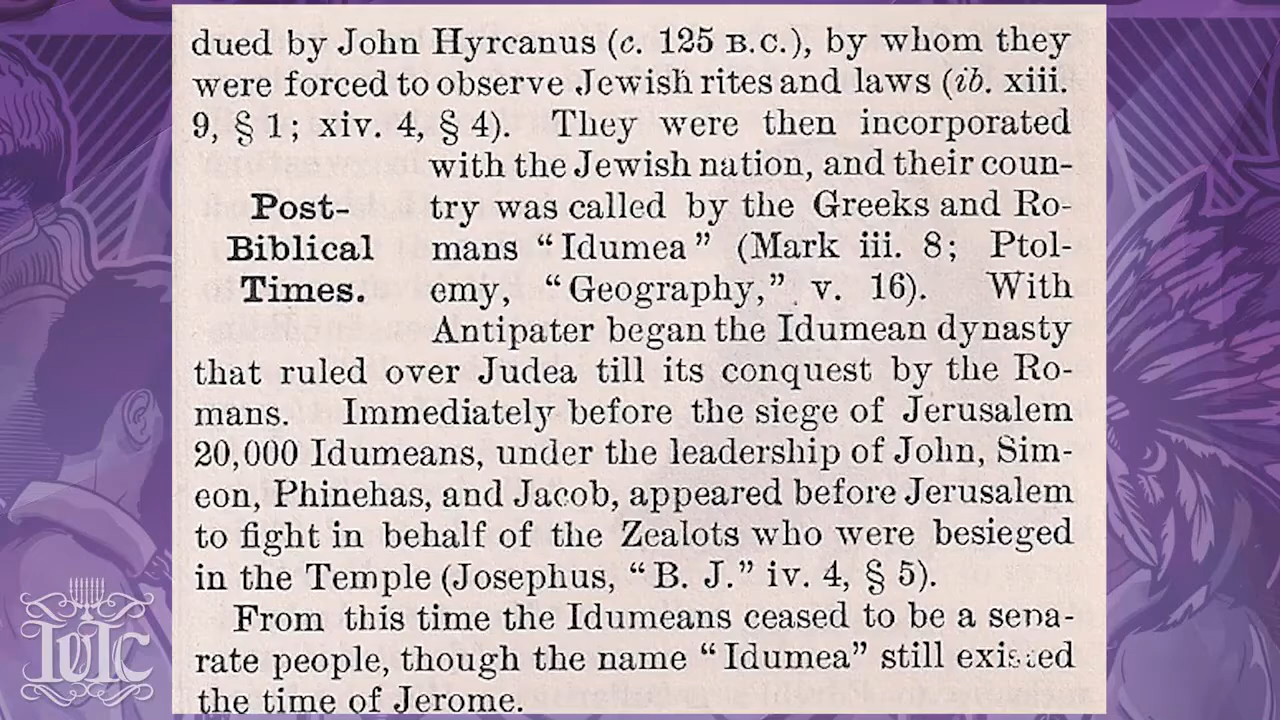 dued by John Hyrcanus (c. 125 B.C.), by whom they
were forced to observe Jewish rites and laws (ib. xiii.
9, § 1; xiv. 4, § 4). They were then incorporated
with the Jewish nation, and their coun-
Post-
Biblical
Times.
try was called by the Greeks and Ro-
mans “Idumea” (Mark iii. 8; Ptol-
emy, “Geography,” v. 16). With
Antipater began the Idumean dynasty
that ruled over Judea till its conquest by the Ro-
mans. Immediately before the siege of Jerusalem
20,000 Idumeans, under the leadership of John, Sim-
eon, Phinehas, and Jacob, appeared before Jerusalem
to fight in behalf of the Zealots who were besieged
in the Temple (Josephus, “B. J.” iv. 4, § 5).
From this time the Idumeans ceased to be a sepa-
rate people, though the name “Idumea” still existed
the time of Jerome.
IUIC